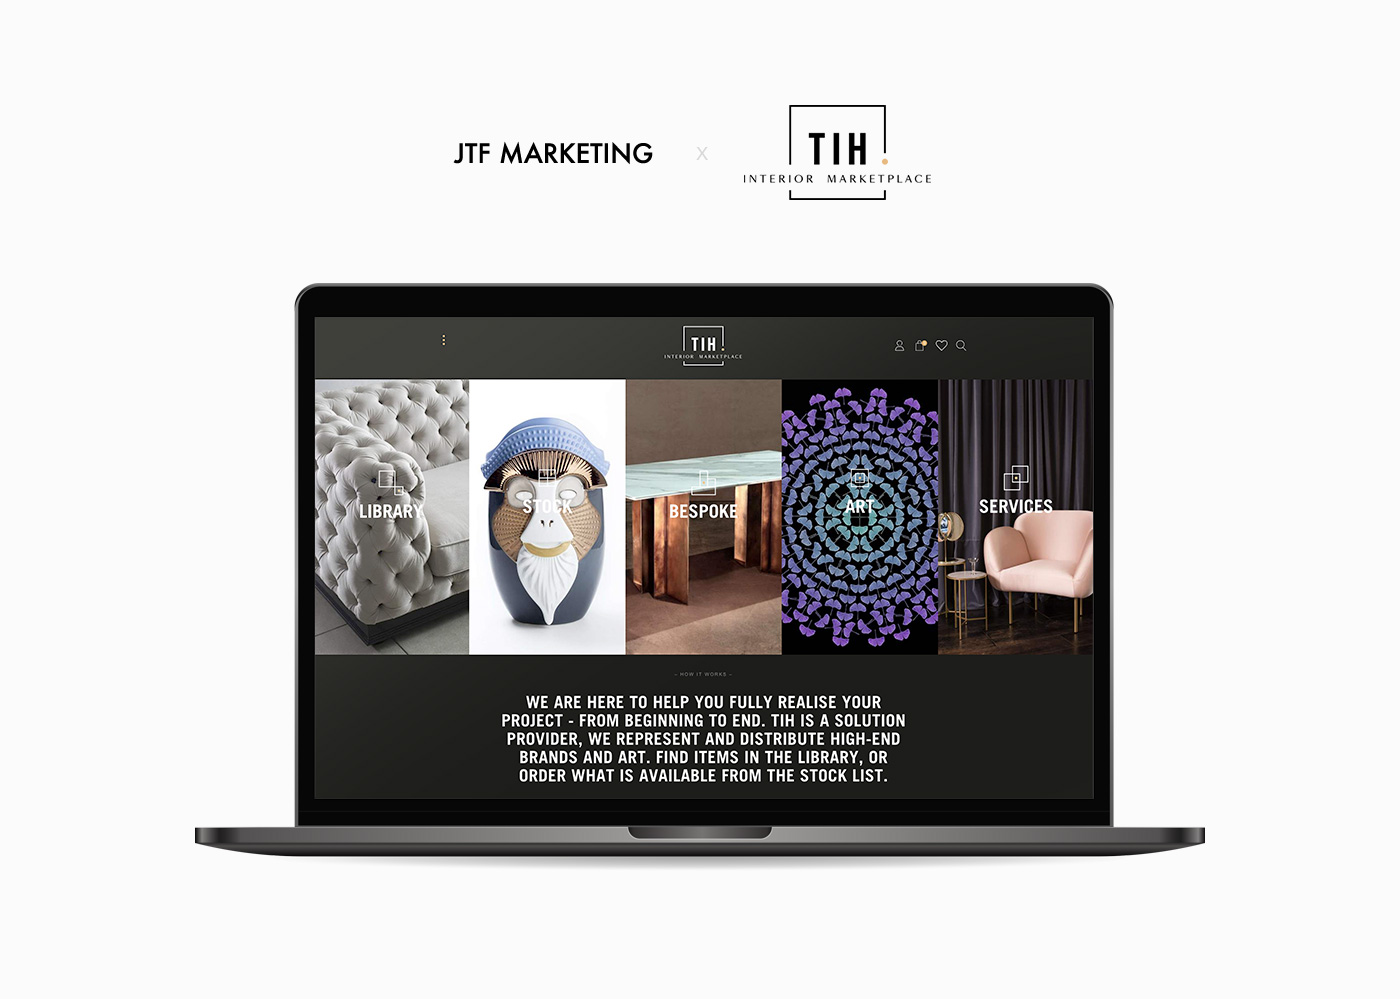 JTF MARKETING
x
TIH.
INTERIOR MARKETPLACE
TIH.
INTERIOR MARKETPLACE
LIBRARY
STOCK
BESPOKE
ART
SERVICES
– HOW IT WORKS –
WE ARE HERE TO HELP YOU FULLY REALISE YOUR
PROJECT - FROM BEGINNING TO END. TIH IS A SOLUTION
PROVIDER, WE REPRESENT AND DISTRIBUTE HIGH-END
BRANDS AND ART. FIND ITEMS IN THE LIBRARY, OR
ORDER WHAT IS AVAILABLE FROM THE STOCK LIST.